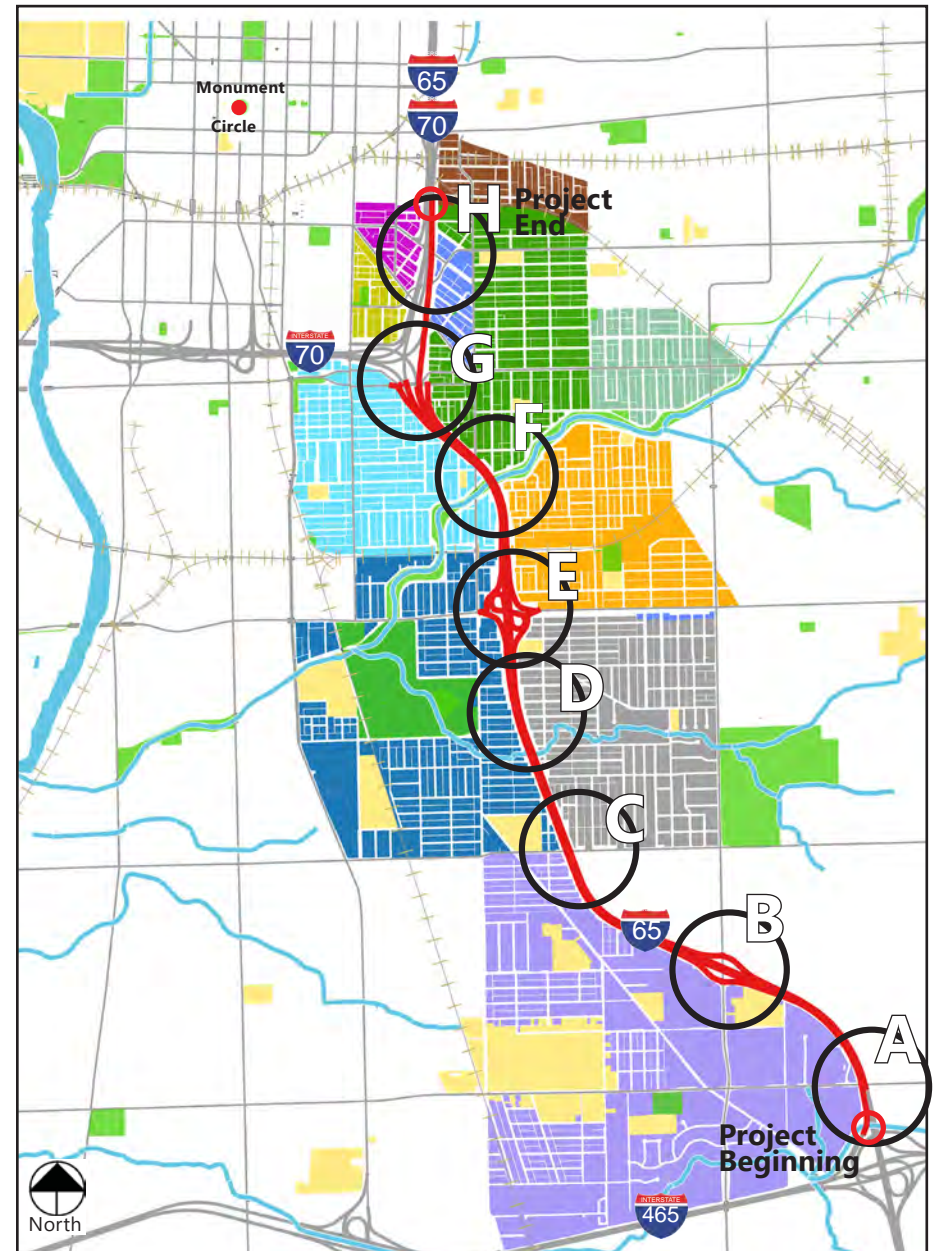 65
Monument
Circle
70
H
Project
End
INTERSTATE
70
G
F
E
D
C
B
65
A
Project
Beginning
INTERSTATE
465
North